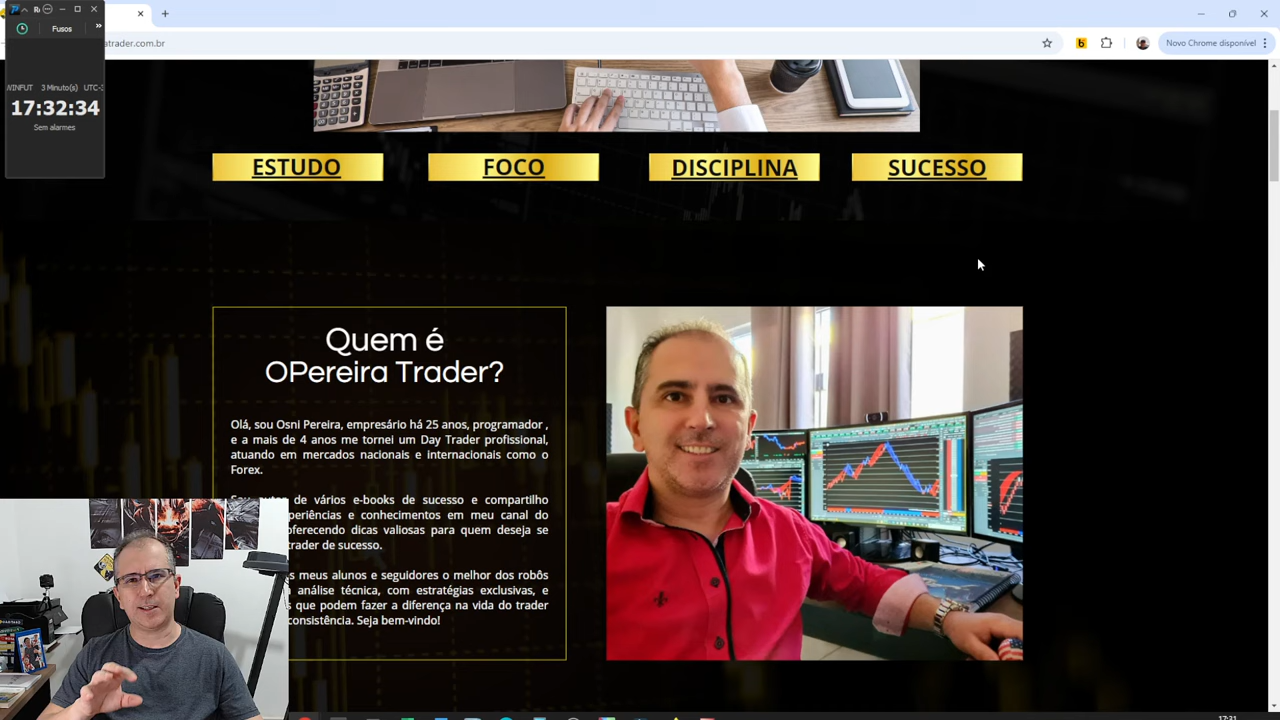 Fusos
WINFUT 3 Minuto(s) UTC-
17:32:34
Sem alarmes
atrader.com.br
Novo Chrome disponível
ESTUDO FOCO DISCIPLINA SUCESSO
Quem é
OPereira Trader?
Olá, sou Osni Pereira, empresário há 25 anos, programador ,
e a mais de 4 anos me tornei um Day Trader profissional,
atuando em mercados nacionais e internacionais como o
Forex.
de vários e-books de sucesso e compartilho
periências e conhecimentos em meu canal do
oferecendo dicas valiosas para quem deseja se
trader de sucesso.
s meus alunos e seguidores o melhor dos robôs
análise técnica, com estratégias exclusivas, e
s que podem fazer a diferença na vida do trader
consistência. Seja bem-vindo!